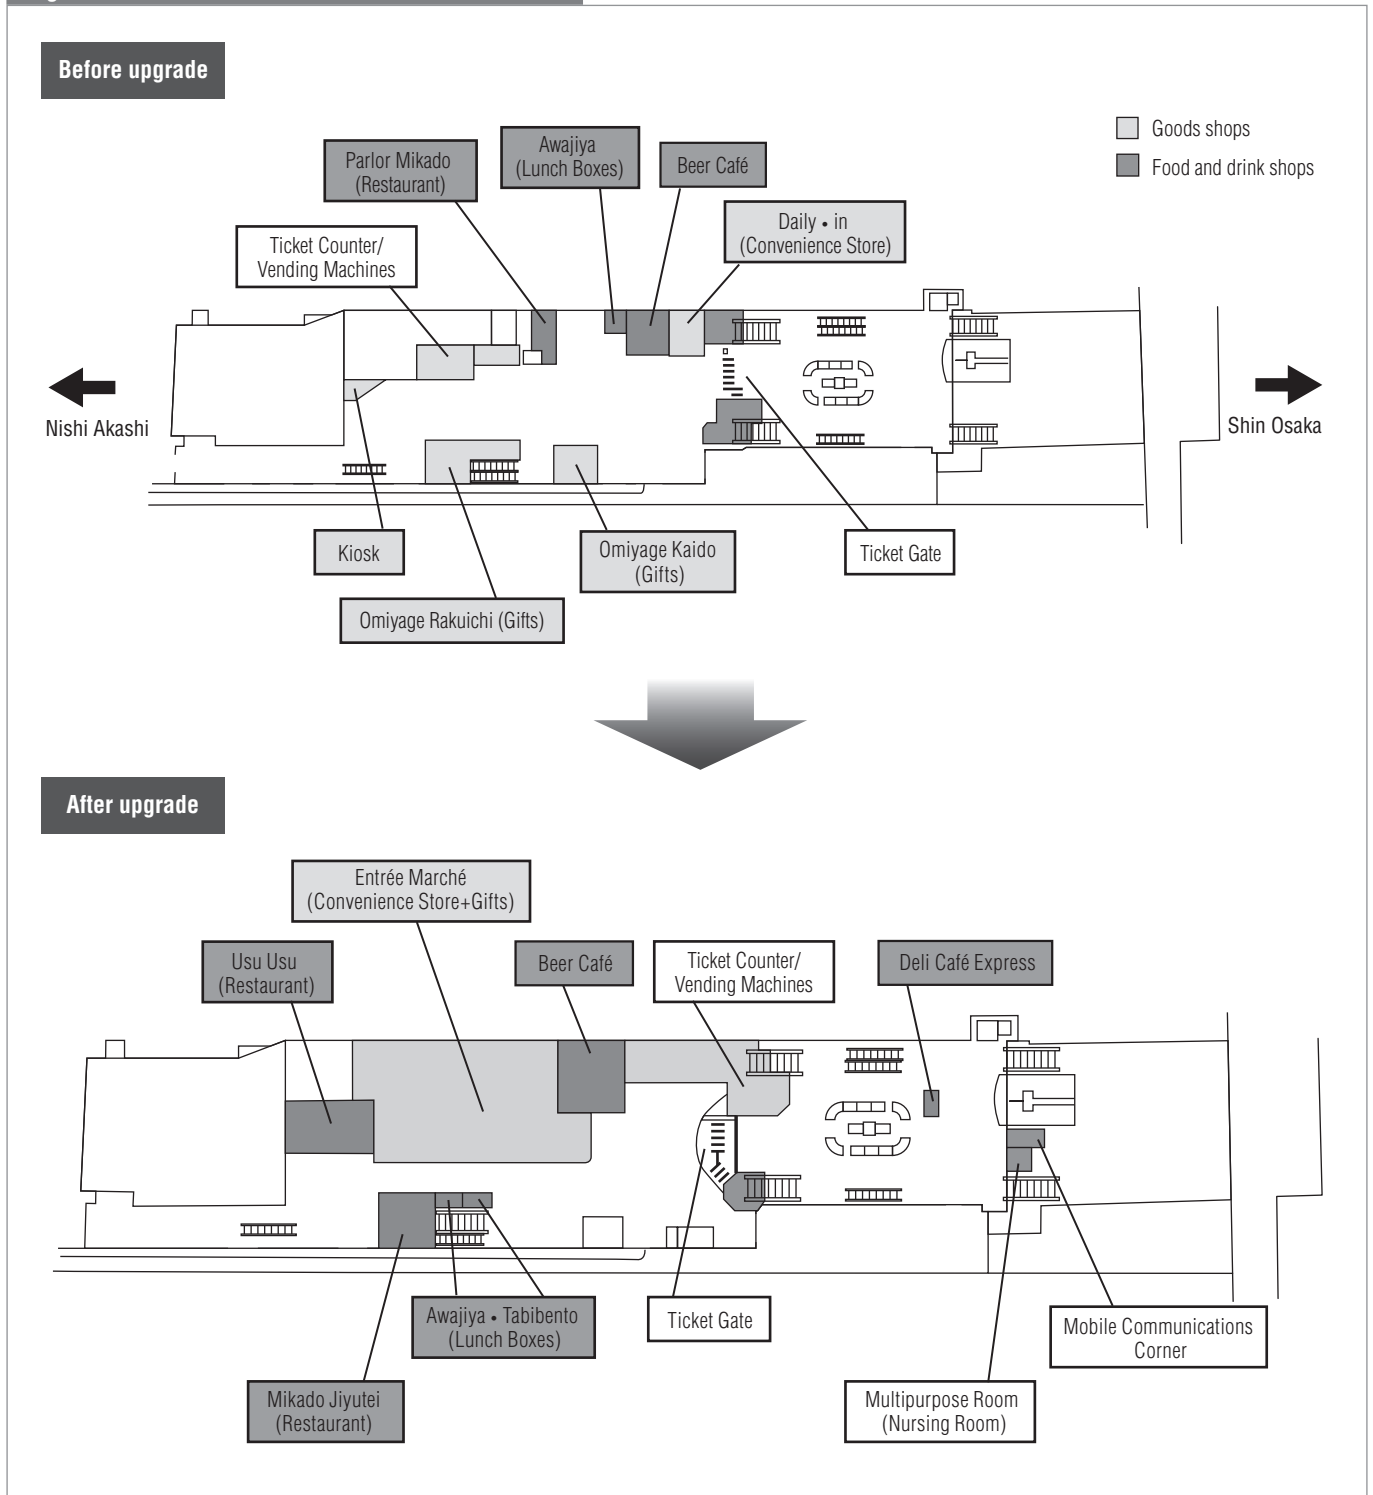 Before upgrade
Goods shops
Food and drink shops
Parlor Mikado
(Restaurant)
Awajiya
(Lunch Boxes)
Beer Café
Daily • in
(Convenience Store)
Ticket Counter/
Vending Machines
Nishi Akashi
Shin Osaka
Kiosk
Omiyage Kaido
(Gifts)
Ticket Gate
Omiyage Rakuichi (Gifts)
After upgrade
Entrée Marché
(Convenience Store+Gifts)
Usu Usu
(Restaurant)
Beer Café
Ticket Counter/
Vending Machines
Deli Café Express
Awajiya • Tabibento
(Lunch Boxes)
Ticket Gate
Mobile Communications
Corner
Mikado Jiyutei
(Restaurant)
Multipurpose Room
(Nursing Room)